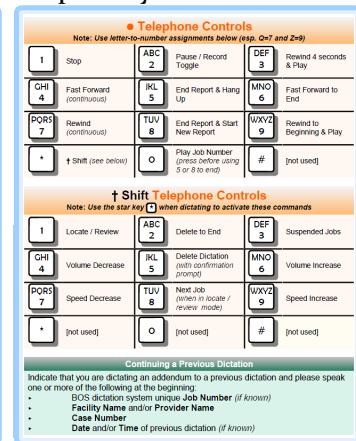 Telephone Controls
Note: Use letter-to-number assignments below (esp. Q=7 and Z=9)
1 Stop
ABC 2 Pause / Record Toggle
DEF 3 Rewind 4 seconds & Play
GHI 4 Fast Forward (continuous)
JKL 5 End Report & Hang Up
MNO 6 Fast Forward to End
PQRS 7 Rewind (continuous)
TUV 8 End Report & Start New Report
WXYZ 9 Rewind to Beginning & Play
* † Shift (see below)
O Play Job Number (press before using 5 or 8 to end)
# [not used]
† Shift Telephone Controls
Note: Use the star key * when dictating to activate these commands
1 Locate / Review
ABC 2 Delete to End
DEF 3 Suspended Jobs
GHI 4 Volume Decrease
JKL 5 Delete Dictation (with confirmation prompt)
MNO 6 Volume Increase
PQRS 7 Speed Decrease
TUV 8 Next Job (when in locate / review mode)
WXYZ 9 Speed Increase
* [not used]
O [not used]
# [not used]
Continuing a Previous Dictation
Indicate that you are dictating an addendum to a previous dictation and please speak
one or more of the following at the beginning:
BOS dictation system unique Job Number (if known)
Facility Name and/or Provider Name
Case Number
Date and/or Time of previous dictation (if known)